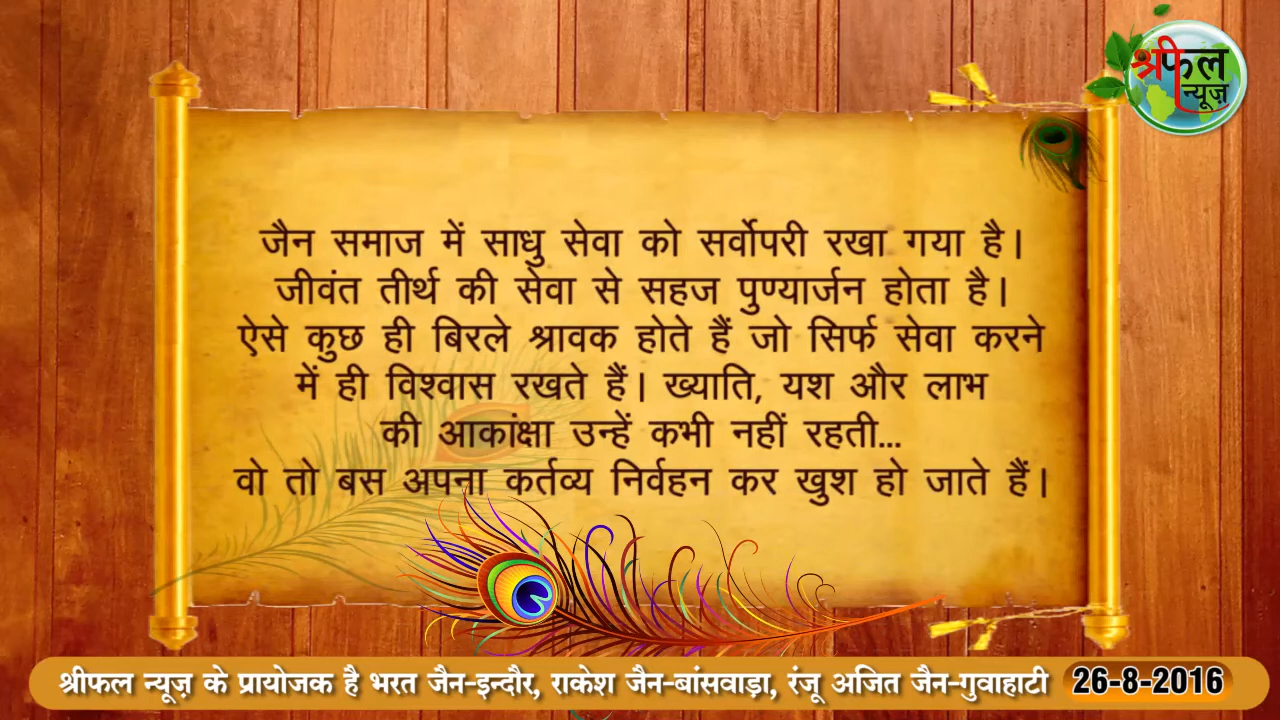 श्रीफल
न्यूज़
जैन समाज में साधु सेवा को सर्वोपरी रखा गया है।
जीवंत तीर्थ की सेवा से सहज पुण्यार्जन होता है।
ऐसे कुछ ही बिरले श्रावक होते हैं जो सिर्फ सेवा करने
में ही विश्वास रखते हैं। ख्याति, यश और लाभ
की आकांक्षा उन्हें कभी नहीं रहती...
वो तो बस अपना कर्तव्य निर्वहन कर खुश हो जाते हैं।
श्रीफल न्यूज़ के प्रायोजक है भरत जैन-इन्दौर, राकेश जैन-बांसवाड़ा, रंजू अजित जैन-गुवाहाटी 26-8-2016